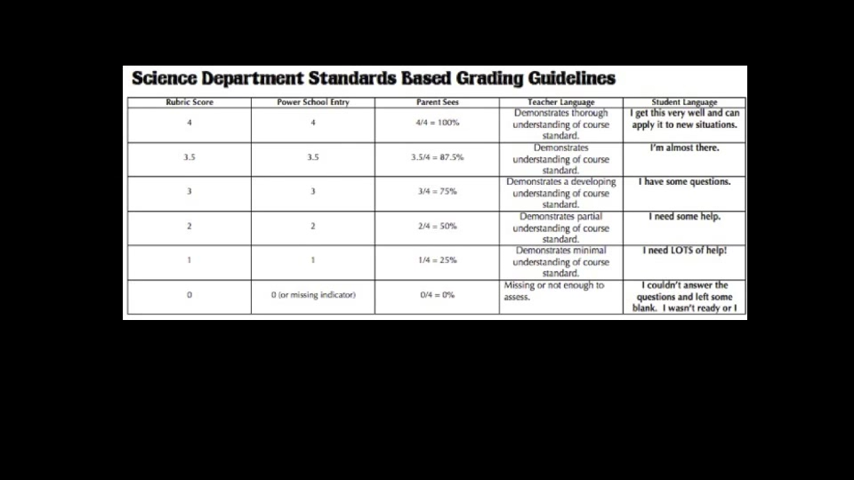 Science Department Standards Based Grading Guidelines
Rubric Score Power School Entry Parent Sees Teacher Language Student Language
4 4 4/4 = 100% Demonstrates thorough understanding of course standard. I get this very well and can apply it to new situations.
3.5 3.5 3.5/4 = 87.5% Demonstrates understanding of course standard. I'm almost there.
3 3 3/4 = 75% Demonstrates a developing understanding of course standard. I have some questions.
2 2 2/4 = 50% Demonstrates partial understanding of course standard. I need some help.
1 1 1/4 = 25% Demonstrates minimal understanding of course standard. I need LOTS of help!
0 0 (or missing indicator) 0/4 = 0% Missing or not enough to assess. I couldn't answer the questions and left some blank. I wasn't ready or I